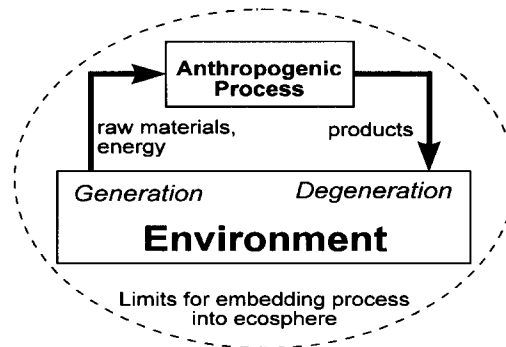 Anthropogenic
Process
raw materials,
energy
products
Generation
Degeneration
Environment
Limits for embedding process
into ecosphere